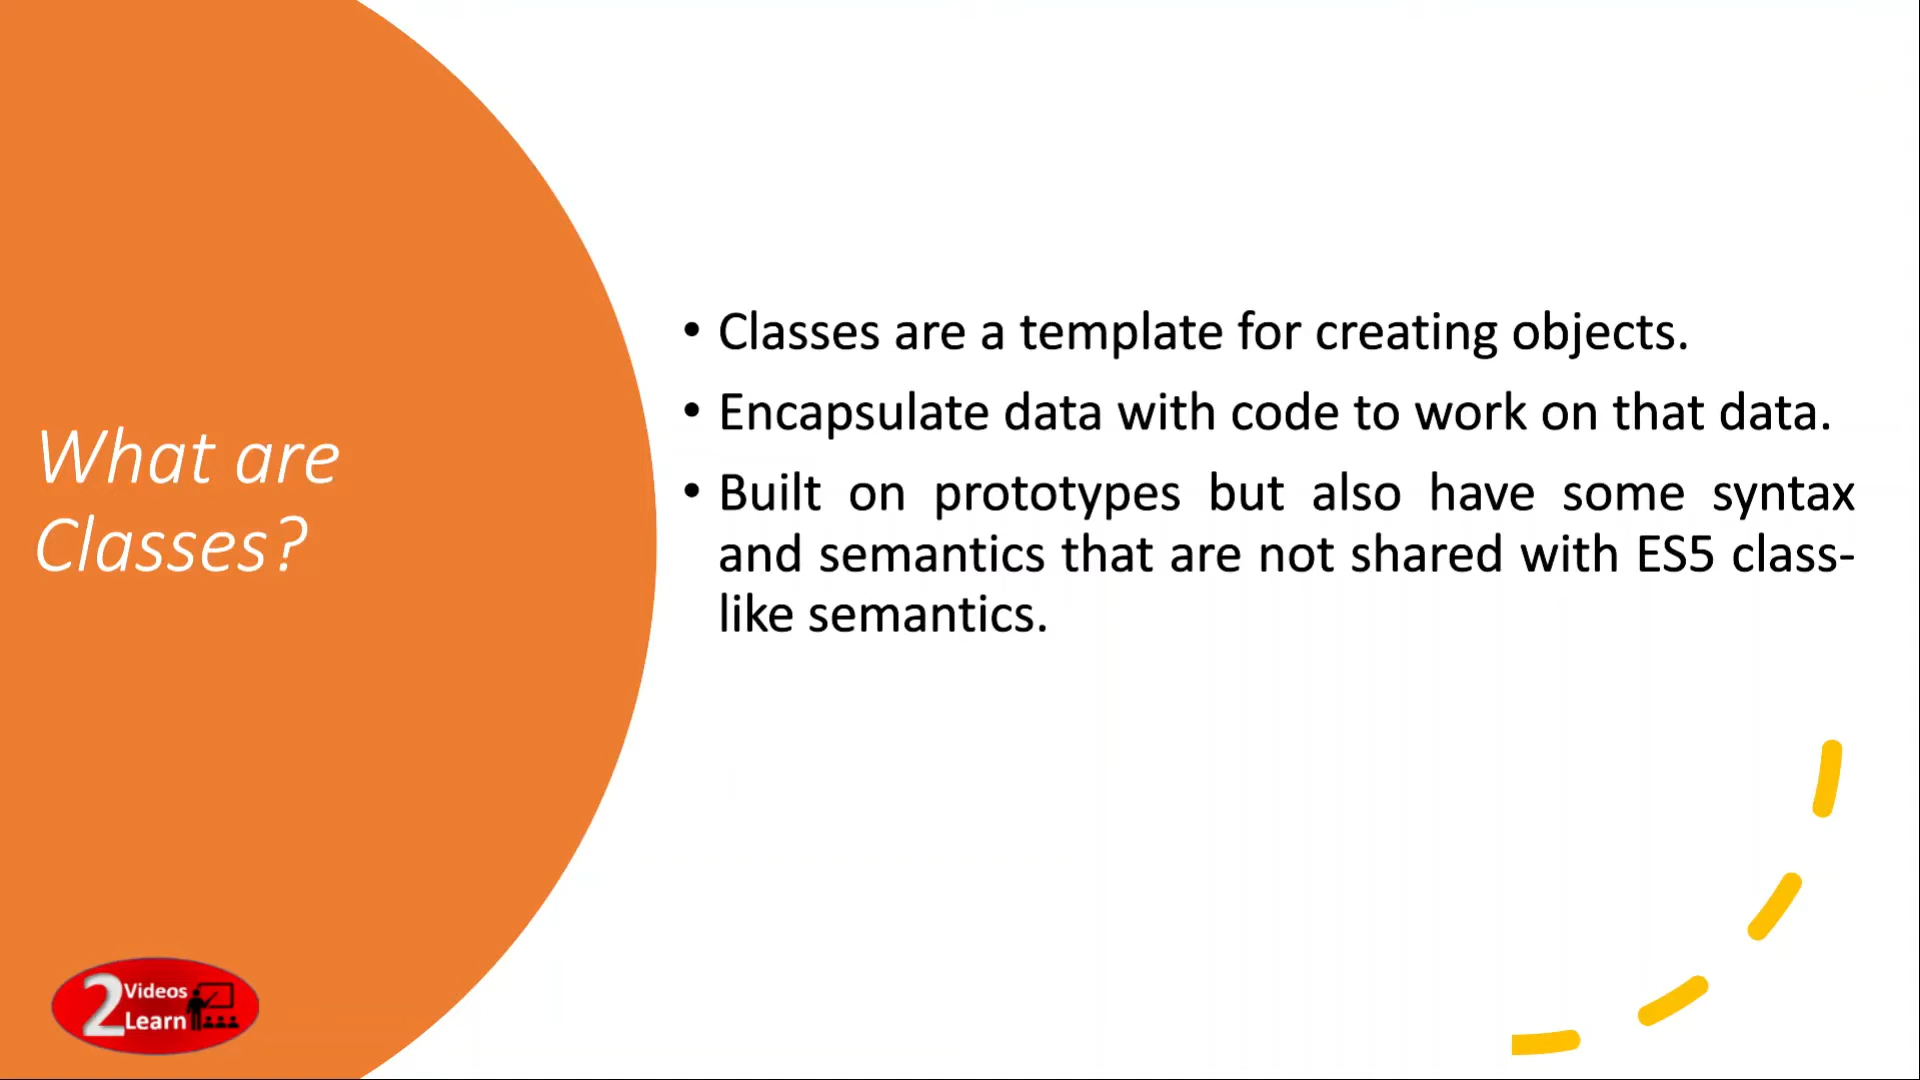 What are
Classes?
• Classes are a template for creating objects.
• Encapsulate data with code to work on that data.
• Built on prototypes but also have some syntax
and semantics that are not shared with ES5 class-
like semantics.
2 Videos
Learn